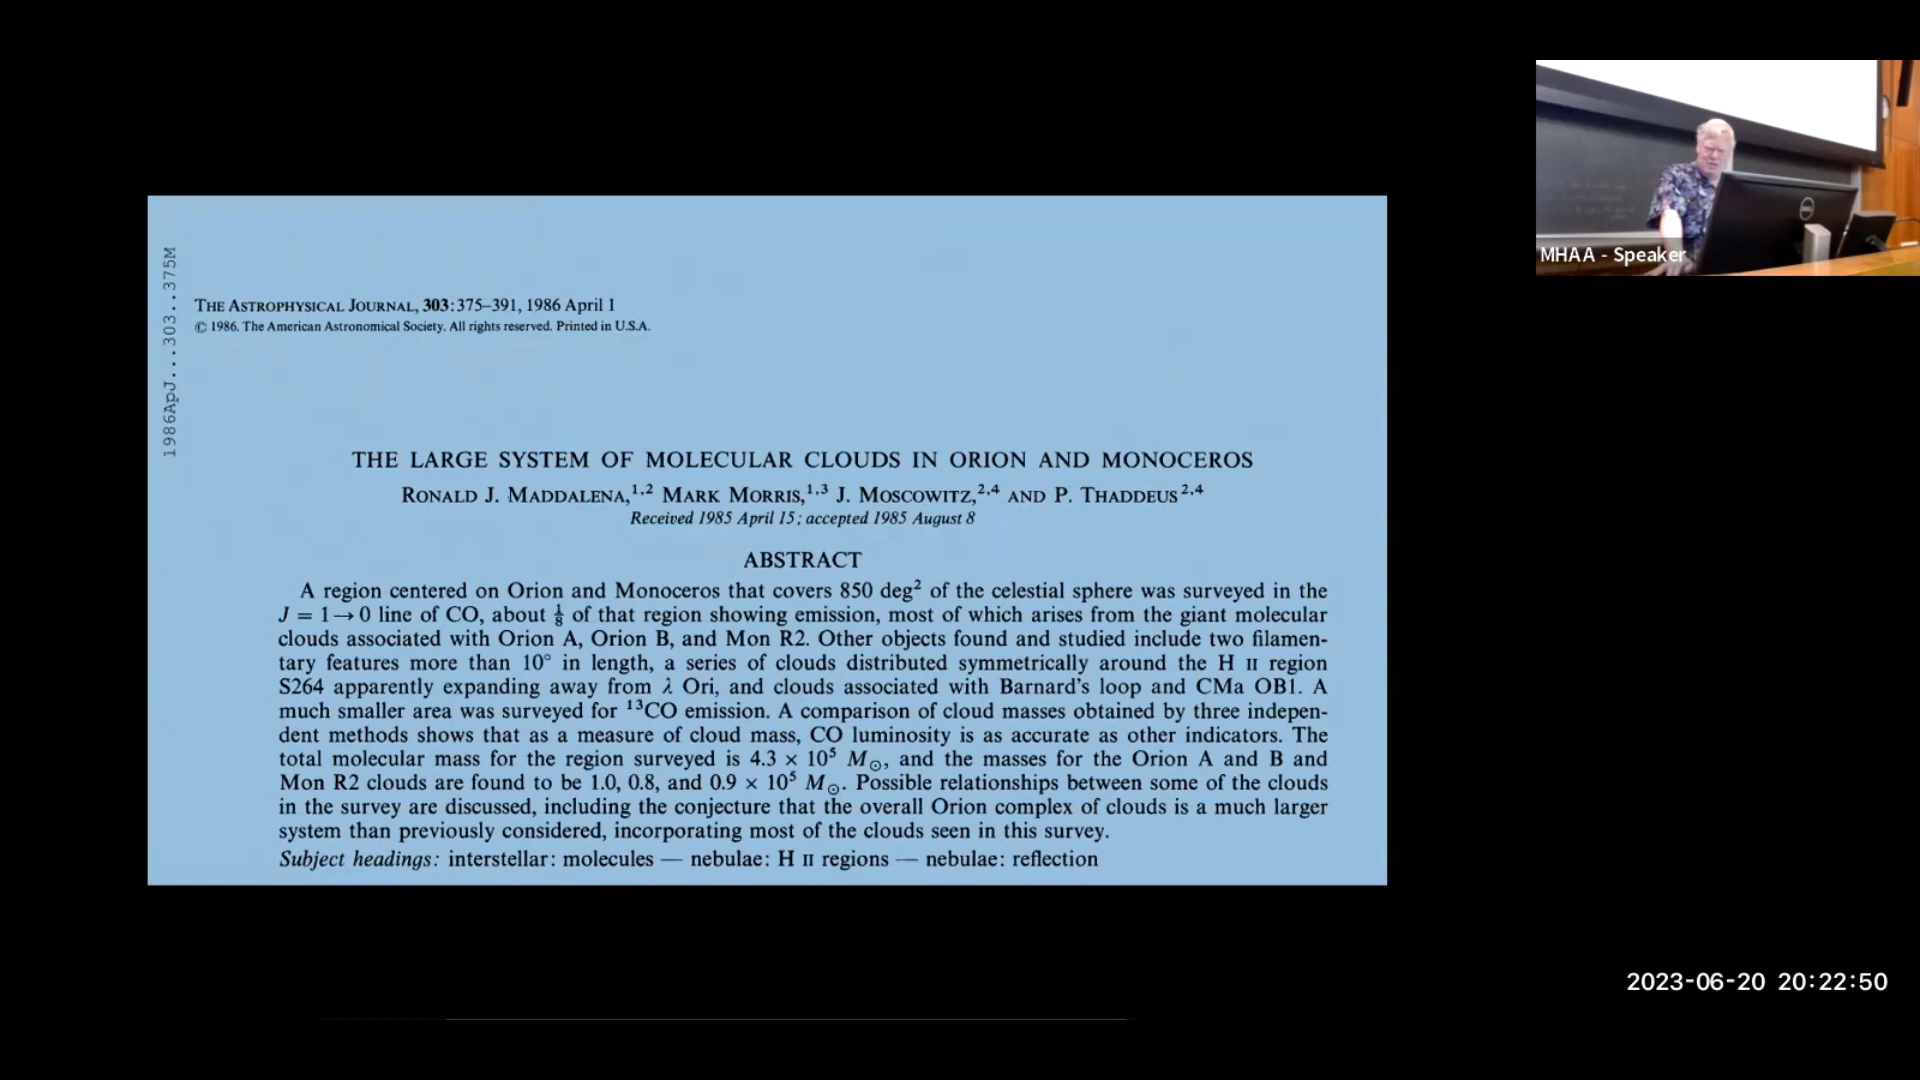 1986ApJ...303..375M
THE ASTROPHYSICAL JOURNAL, 303:375–391, 1986 April 1
© 1986. The American Astronomical Society. All rights reserved. Printed in U.S.A.
THE LARGE SYSTEM OF MOLECULAR CLOUDS IN ORION AND MONOCEROS
RONALD J. MADDALENA,¹,² MARK MORRIS,¹,³ J. MOSCOWITZ,²,⁴ AND P. THADDEUS²,⁴
Received 1985 April 15; accepted 1985 August 8
ABSTRACT
A region centered on Orion and Monoceros that covers 850 deg² of the celestial sphere was surveyed in the
J = 1→0 line of CO, about ⅛ of that region showing emission, most of which arises from the giant molecular
clouds associated with Orion A, Orion B, and Mon R2. Other objects found and studied include two filamen-
tary features more than 10° in length, a series of clouds distributed symmetrically around the H II region
S264 apparently expanding away from λ Ori, and clouds associated with Barnard's loop and CMa OB1. A
much smaller area was surveyed for ¹³CO emission. A comparison of cloud masses obtained by three indepen-
dent methods shows that as a measure of cloud mass, CO luminosity is as accurate as other indicators. The
total molecular mass for the region surveyed is 4.3 × 10⁵ M☉, and the masses for the Orion A and B and
Mon R2 clouds are found to be 1.0, 0.8, and 0.9 × 10⁵ M☉. Possible relationships between some of the clouds
in the survey are discussed, including the conjecture that the overall Orion complex of clouds is a much larger
system than previously considered, incorporating most of the clouds seen in this survey.
Subject headings: interstellar: molecules — nebulae: H II regions — nebulae: reflection
MHAA - Speaker
2023-06-20 20:22:50